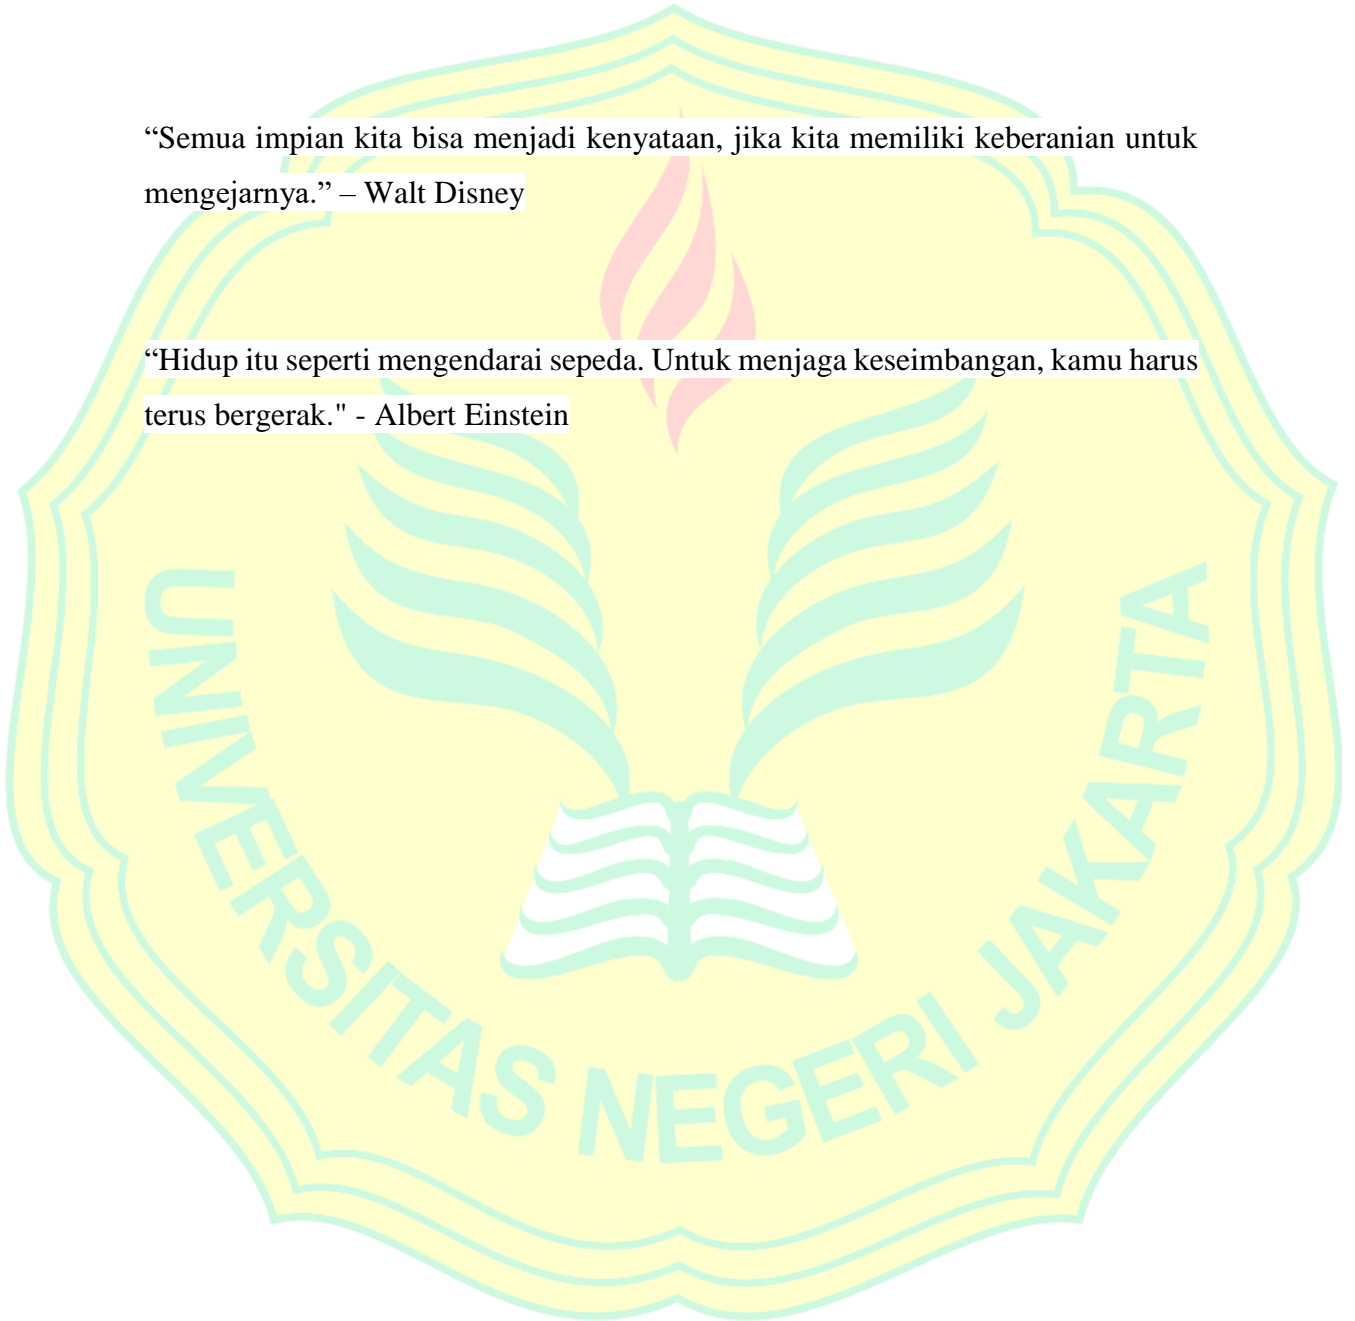 “Semua impian kita bisa menjadi kenyataan, jika kita memiliki keberanian untuk
mengejarnya.” – Walt Disney
“Hidup itu seperti mengendarai sepeda. Untuk menjaga keseimbangan, kamu harus
terus bergerak." - Albert Einstein
UNIVERSITAS NEGERI JAKARTA